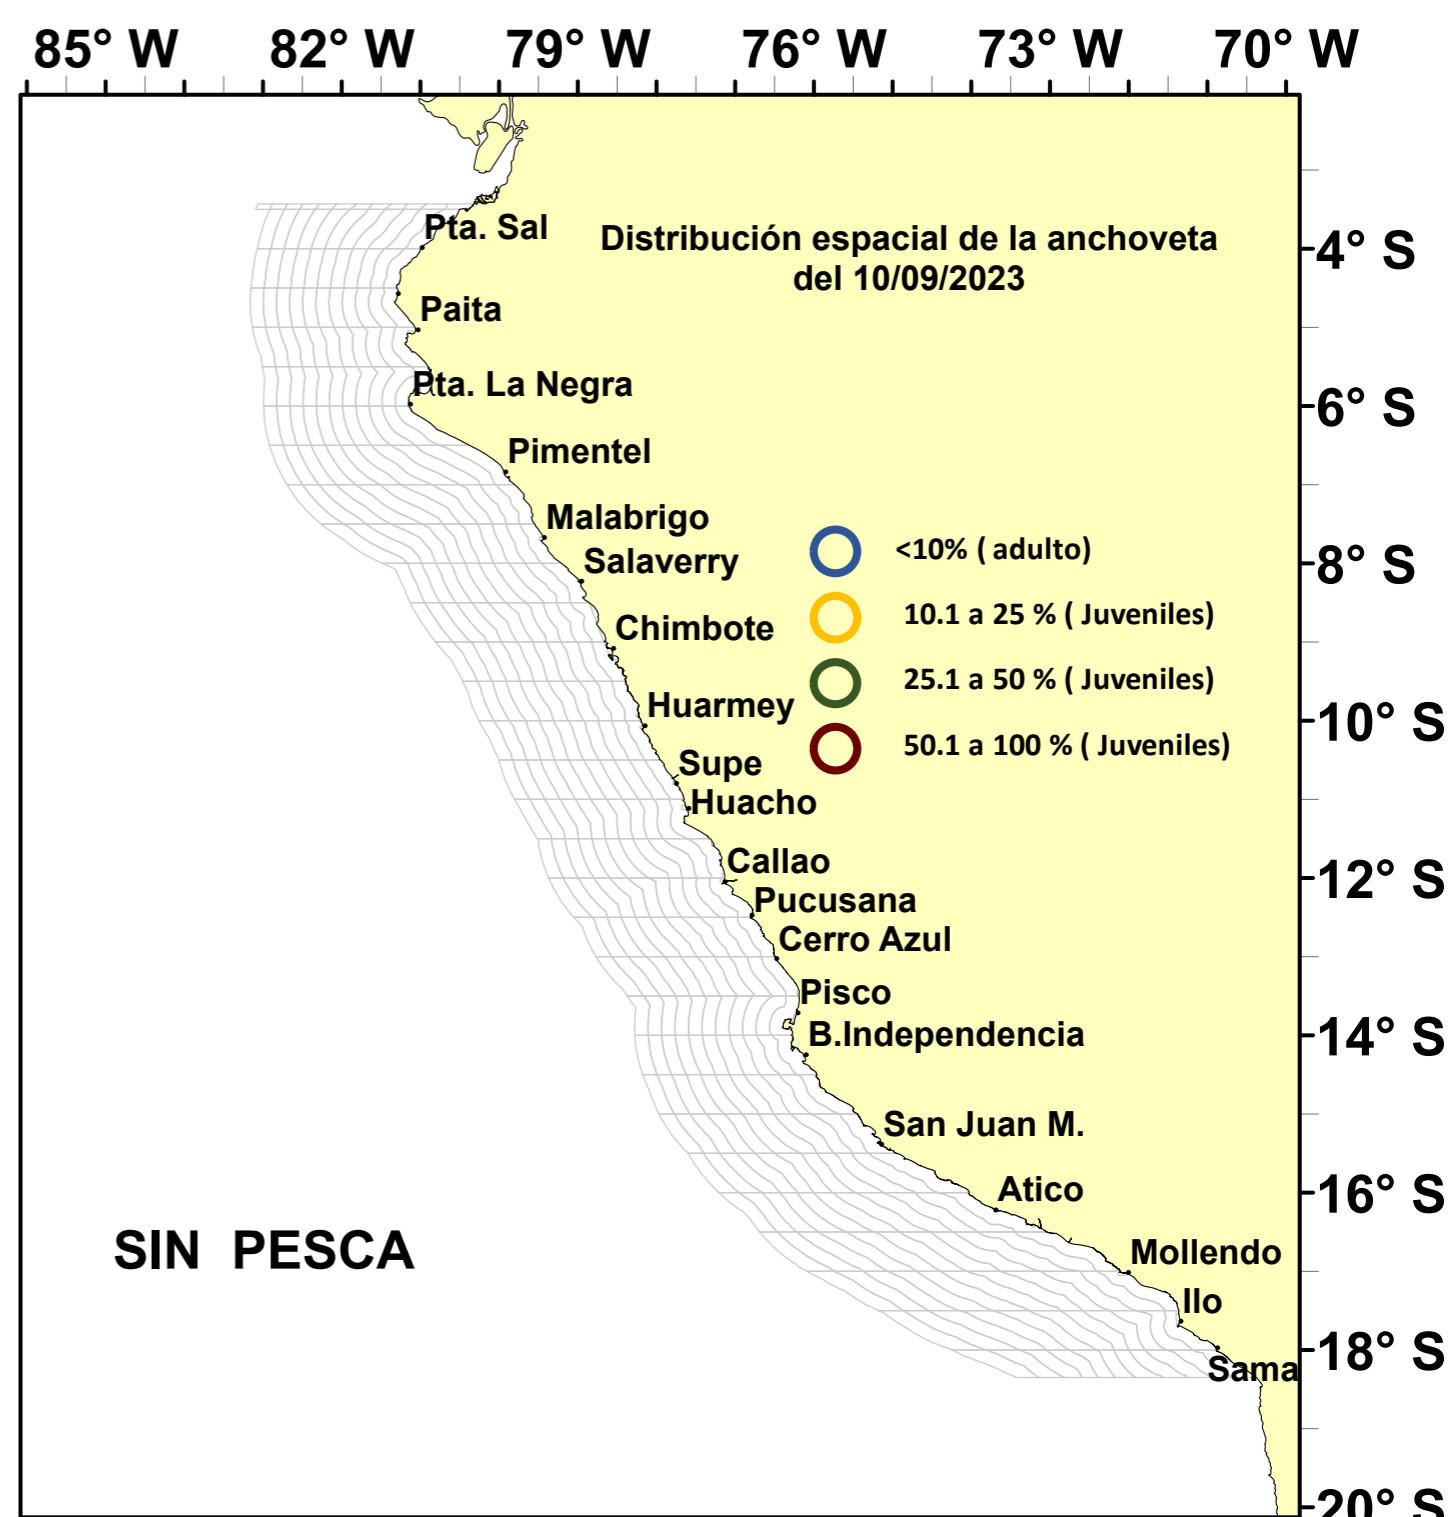 85° W 82° W 79° W 76° W 73° W 70° W
Pta. Sal
Distribución espacial de la anchoveta
del 10/09/2023
4° S
Paita
Pta. La Negra
6° S
Pimentel
Malabrigo
<10% ( adulto)
Salaverry
8° S
10.1 a 25 % ( Juveniles)
Chimbote
25.1 a 50 % ( Juveniles)
Huarmey
10° S
50.1 a 100 % ( Juveniles)
Supe
Huacho
Callao
12° S
Pucusana
Cerro Azul
Pisco
B.Independencia
14° S
San Juan M.
Atico
16° S
SIN PESCA
Mollendo
Ilo
18° S
Sama
20° S